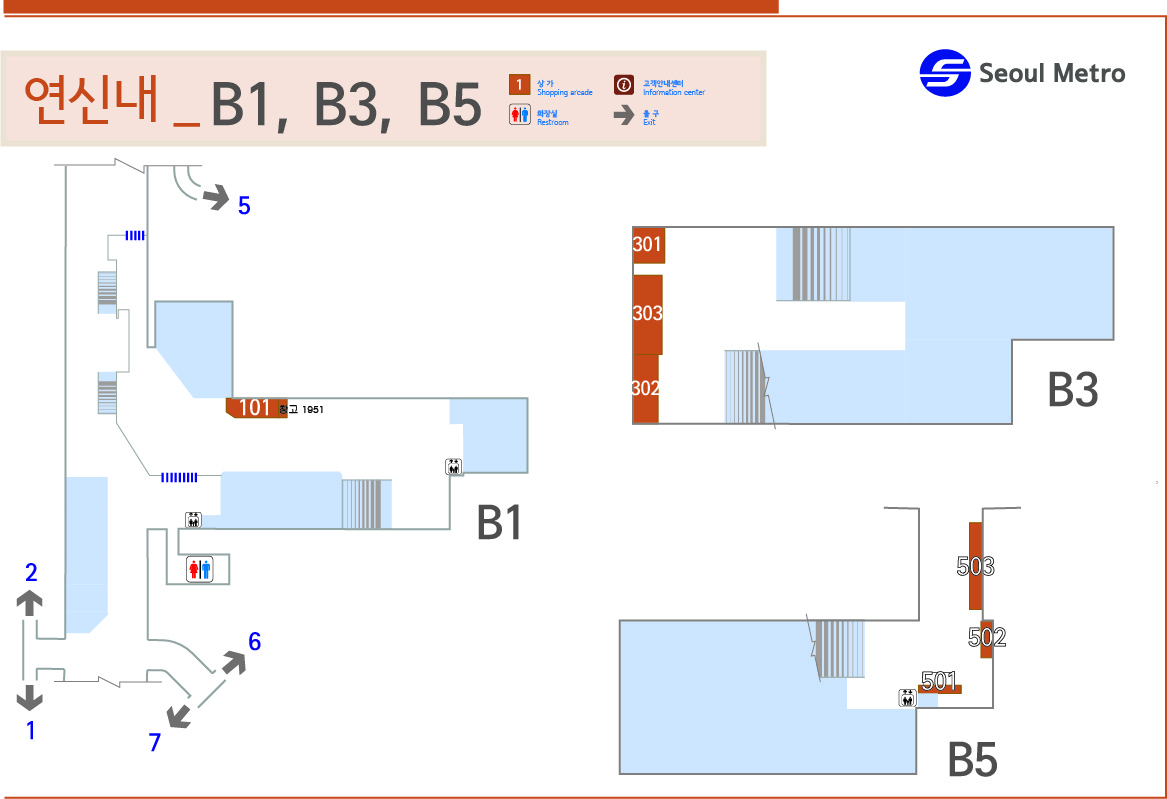 연신내 _ B1, B3, B5
1 상 가
Shopping arcade
고객안내센터
Information center
화장실
Restroom
출 구
Exit
Seoul Metro
5
101 창고 1951
B1
2
1
6
7
301
303
302
B3
503
502
501
B5